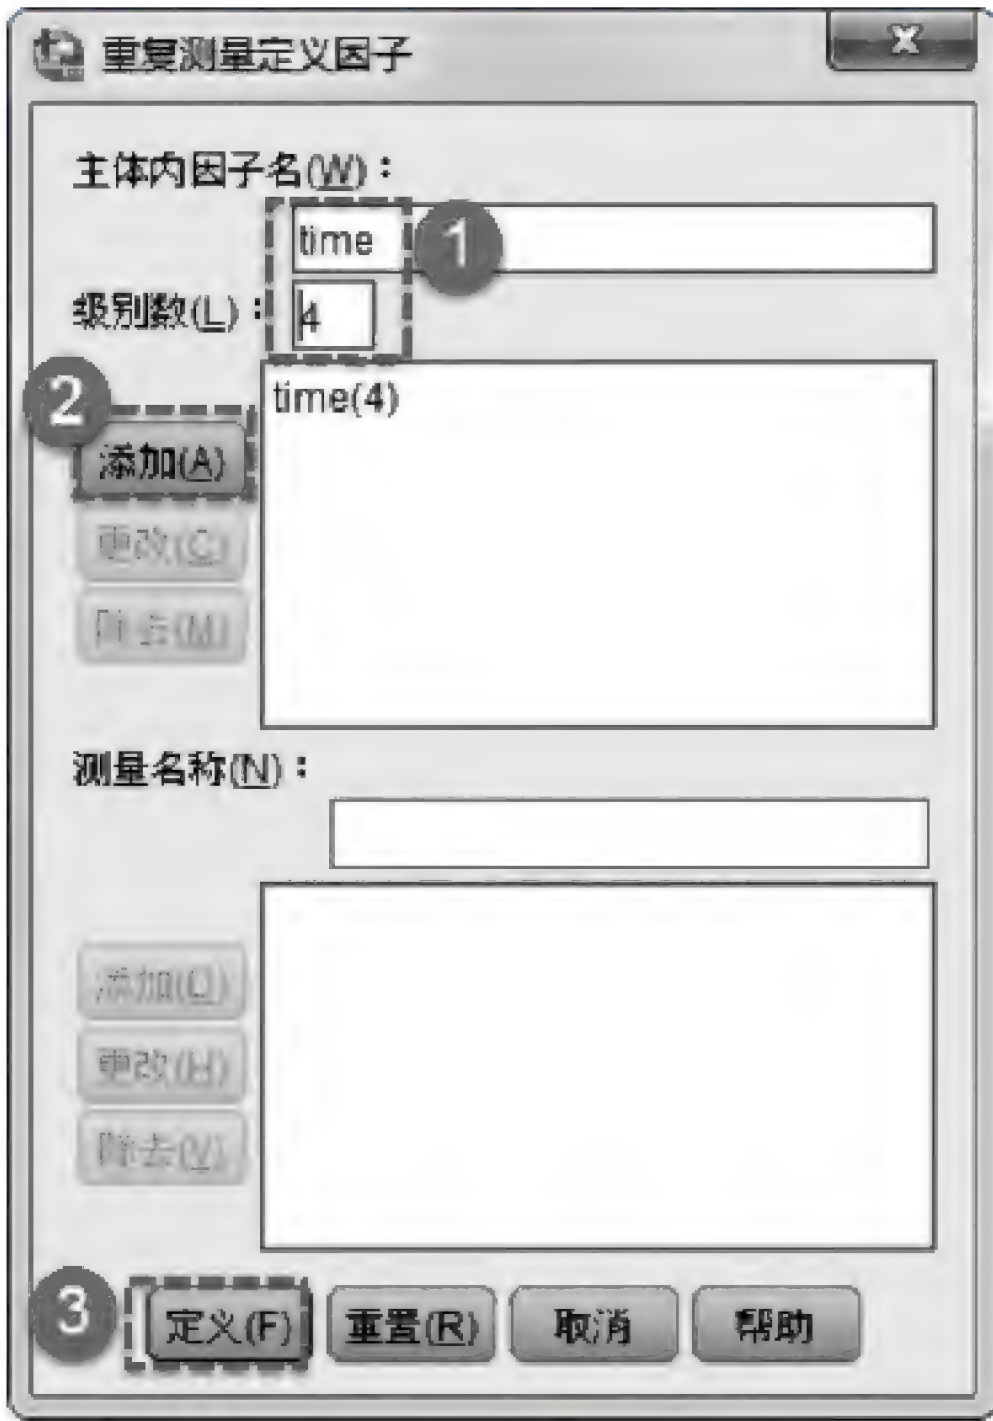 重复测量定义因子
主体内因子名(W)：
time
1
级别数(L)：
4
2
time(4)
添加(A)
更改(C)
除去(M)
测量名称(N)：
添加(O)
更改(H)
除去(V)
3
定义(F)
重置(R)
取消
帮助